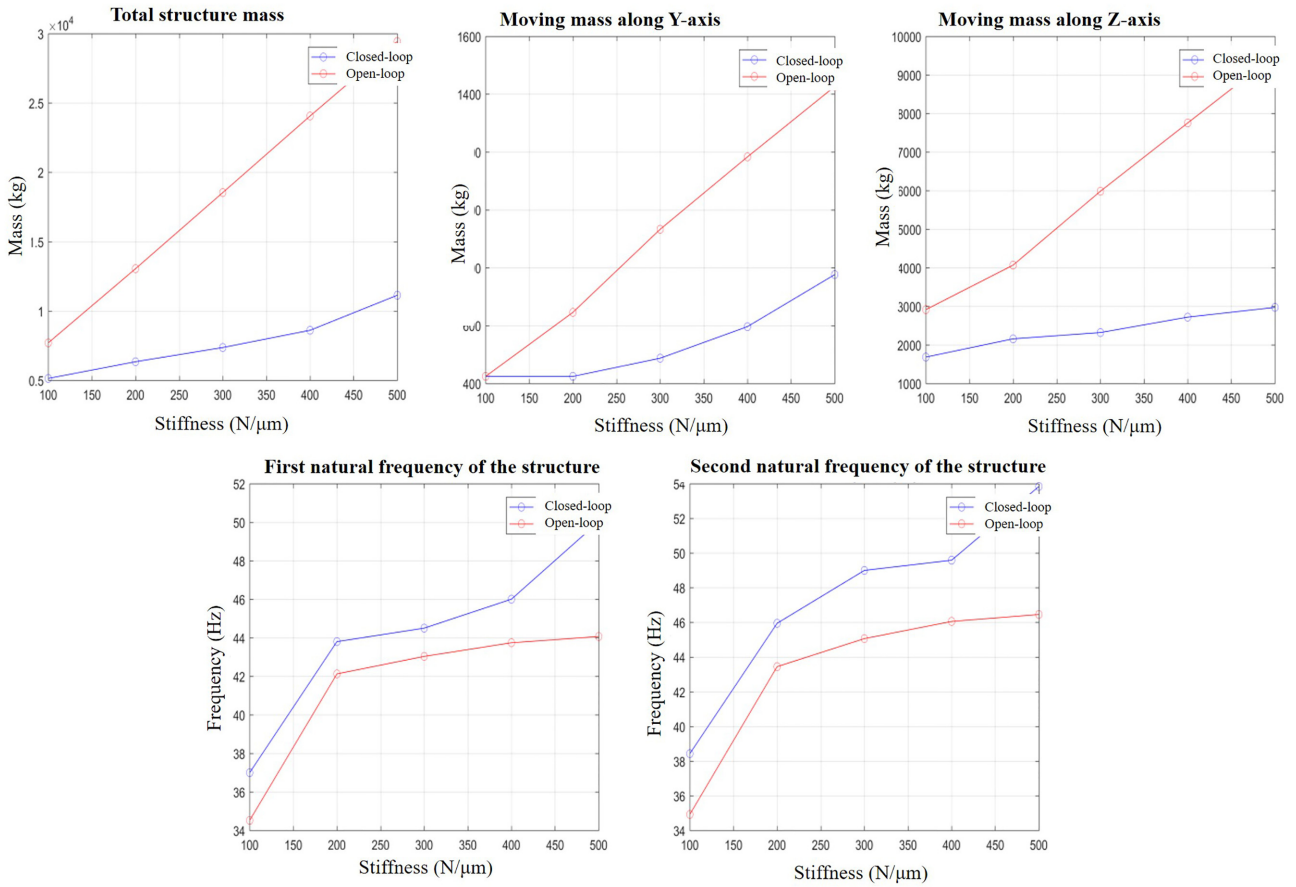 Total structure mass
×10⁴
3
2.5
2
1.5
1
0.5
100 150 200 250 300 350 400 450 500
Mass (kg)
Stiffness (N/μm)
Closed-loop
Open-loop
Moving mass along Y-axis
1600
1400
400
100 150 200 250 300 350 400 450 500
Mass (kg)
Stiffness (N/μm)
Closed-loop
Open-loop
Moving mass along Z-axis
10000
9000
8000
7000
6000
5000
4000
3000
2000
1000
100 150 200 250 300 350 400 450 500
Mass (kg)
Stiffness (N/μm)
Closed-loop
Open-loop
First natural frequency of the structure
52
50
48
46
44
42
40
38
36
34
100 150 200 250 300 350 400 450 500
Frequency (Hz)
Stiffness (N/μm)
Closed-loop
Open-loop
Second natural frequency of the structure
54
52
50
48
46
44
42
40
38
36
34
100 150 200 250 300 350 400 450 500
Frequency (Hz)
Stiffness (N/μm)
Closed-loop
Open-loop